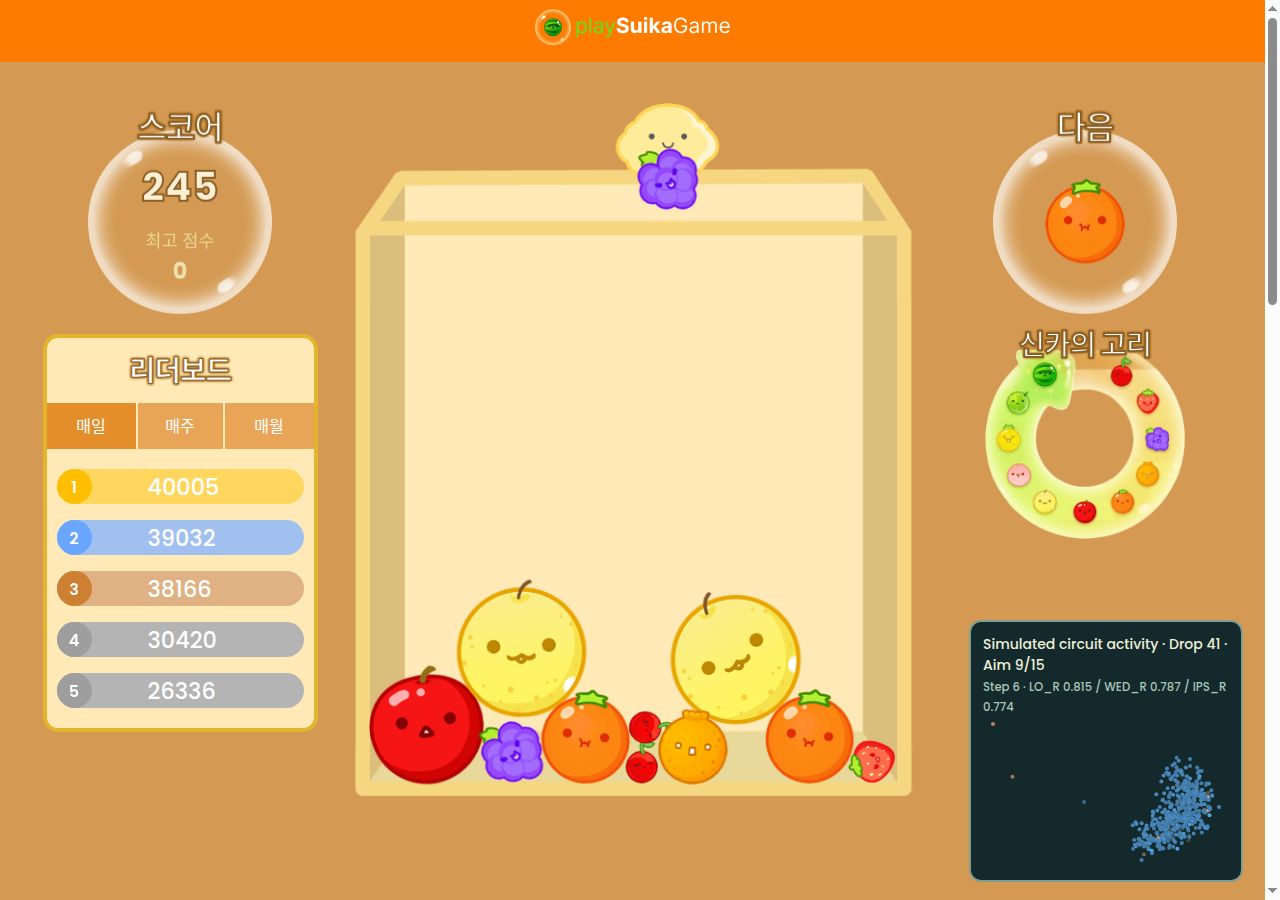 playSuikaGame
스코어
245
최고 점수
0
다음
리더보드
매일 매주 매월
1 40005
2 39032
3 38166
4 30420
5 26336
신카의 고리
Simulated circuit activity · Drop 41 ·
Aim 9/15
Step 6 · LO_R 0.815 / WED_R 0.787 / IPS_R
0.774